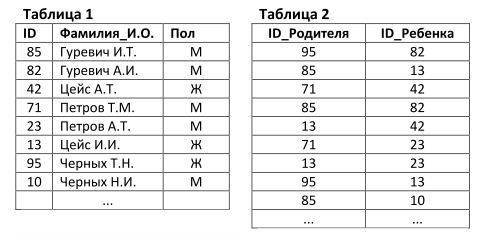 Таблица 1
ID Фамилия_И.О. Пол
85 Гуревич И.Т. М
82 Гуревич А.И. М
42 Цейс А.Т. Ж
71 Петров Т.М. М
23 Петров А.Т. М
13 Цейс И.И. Ж
95 Черных Т.Н. Ж
10 Черных Н.И. М
...
Таблица 2
ID_Родителя ID_Ребенка
95 82
85 13
71 42
85 82
13 42
71 23
13 23
95 13
85 10
... ...